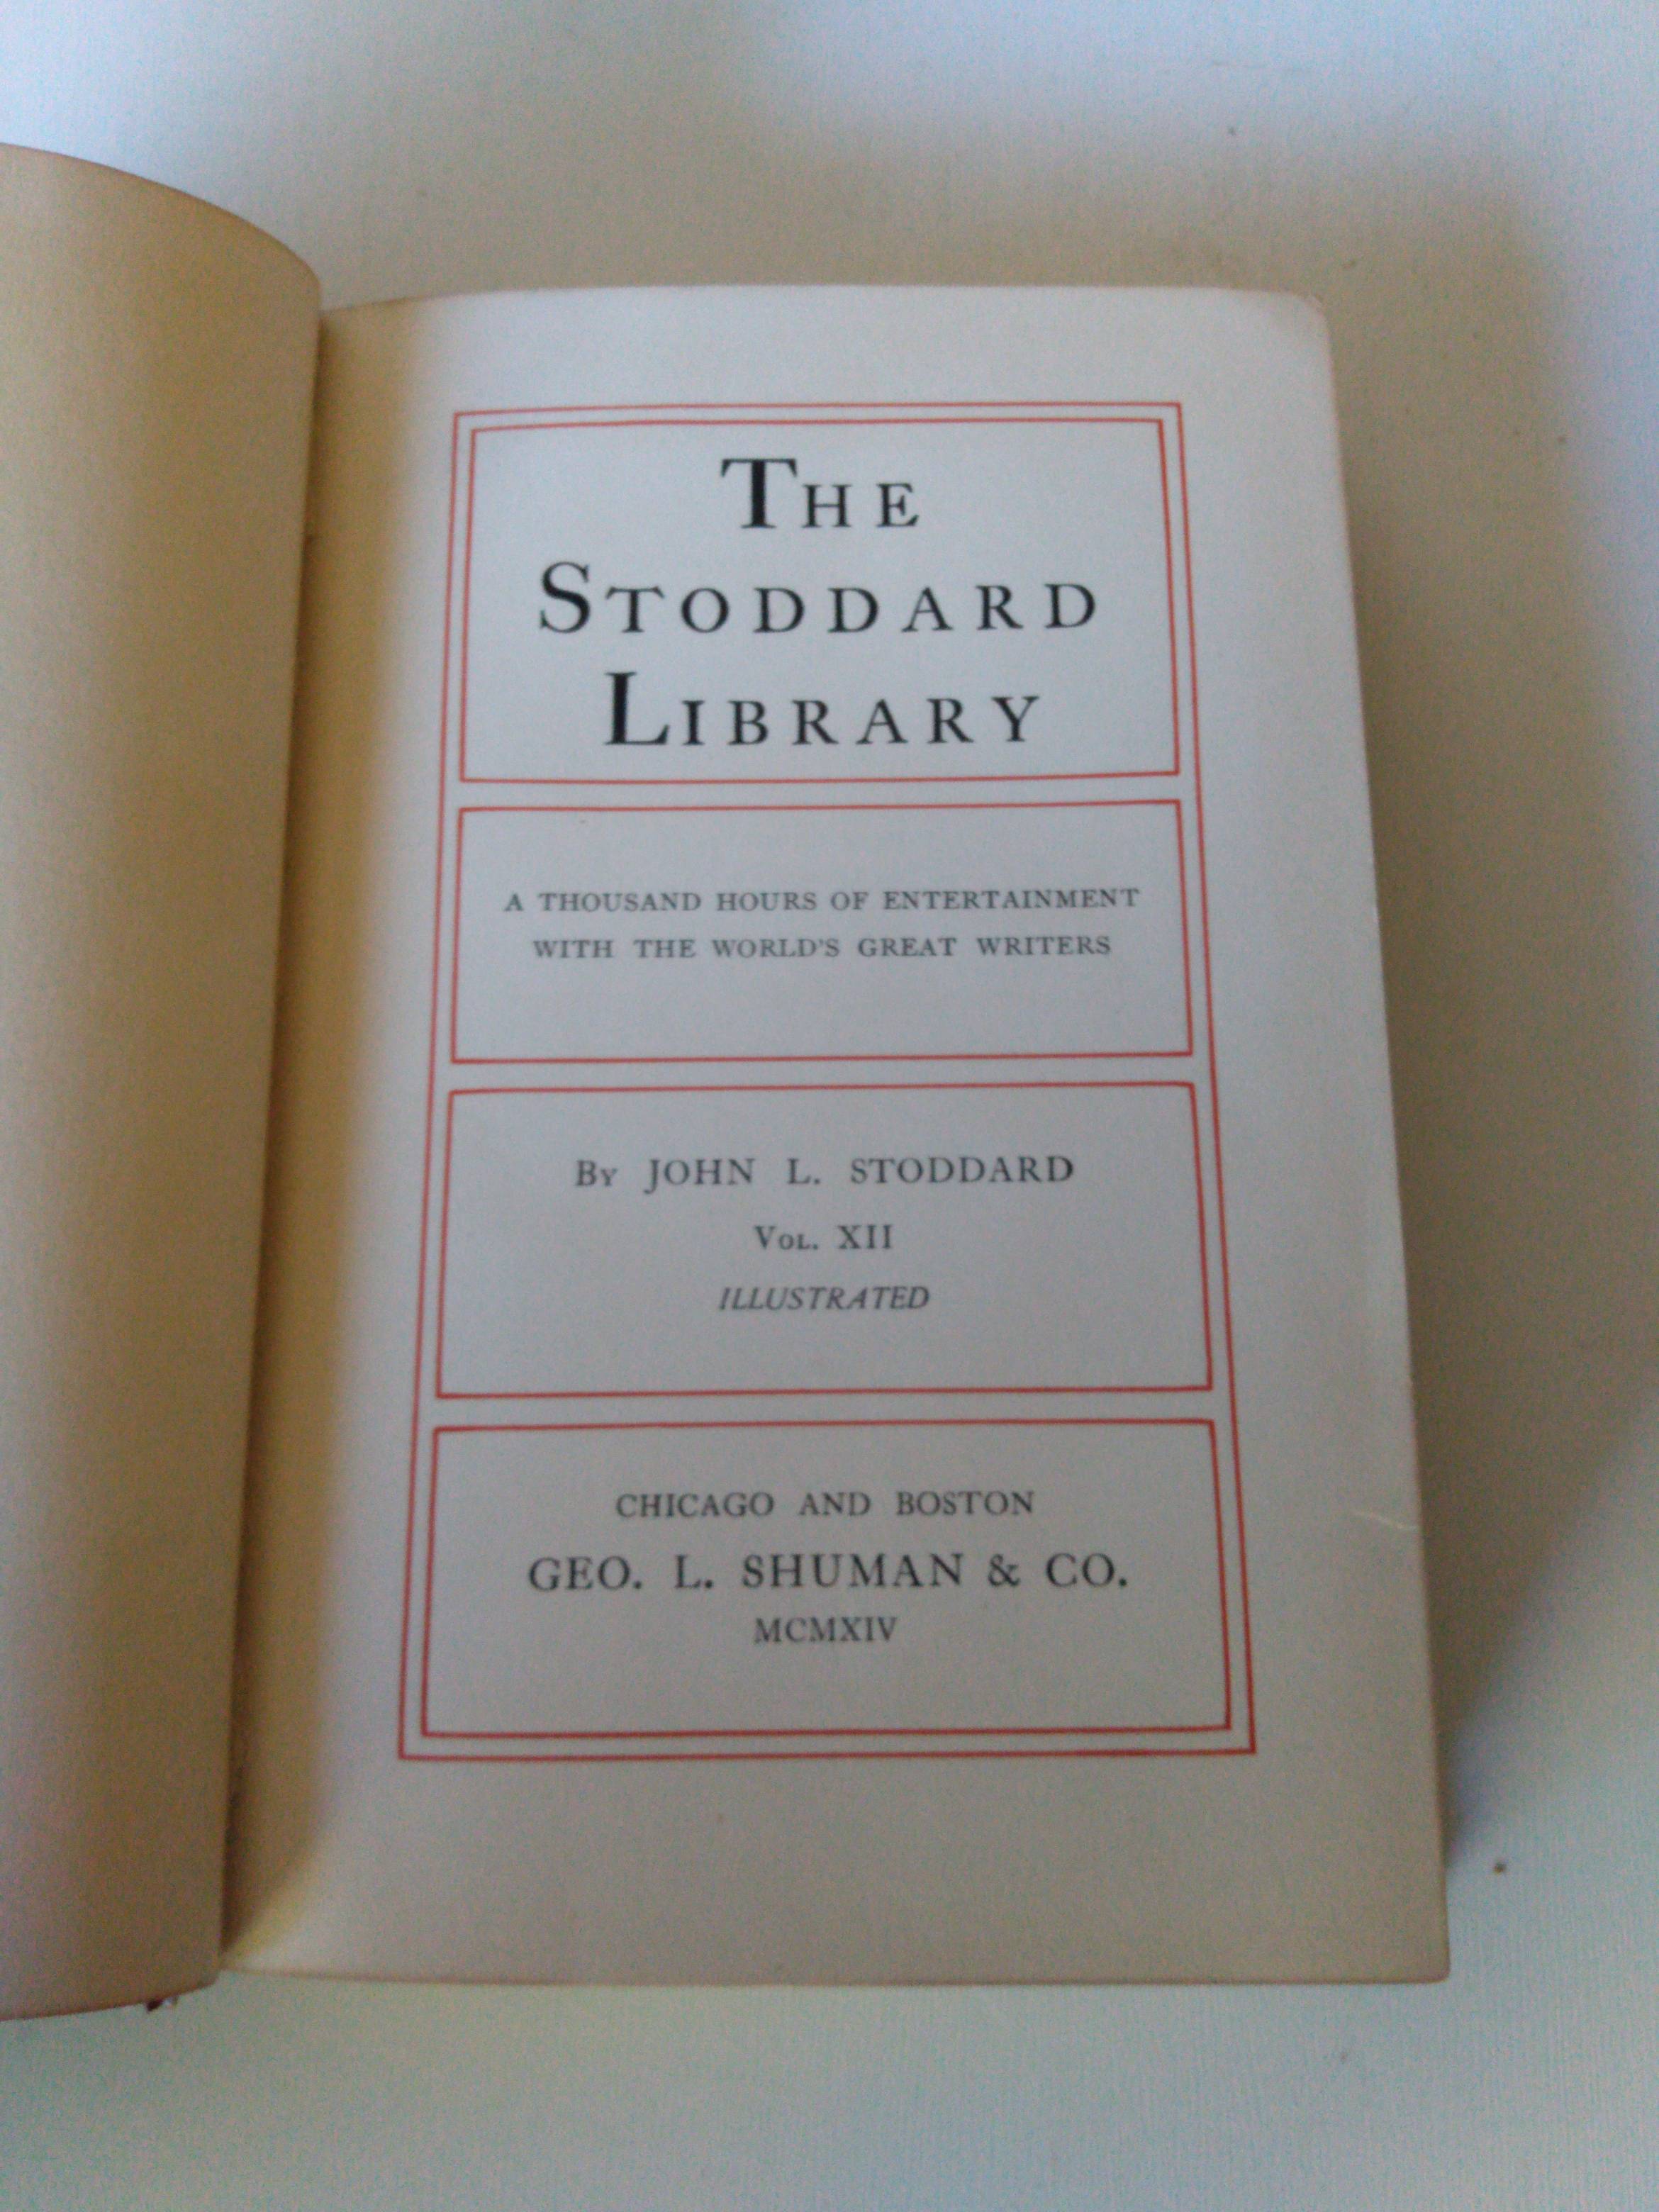 The
Stoddard
Library
A THOUSAND HOURS OF ENTERTAINMENT
WITH THE WORLD'S GREAT WRITERS
By JOHN L. STODDARD
Vol. XII
ILLUSTRATED
CHICAGO AND BOSTON
GEO. L. SHUMAN & CO.
MCMXIV